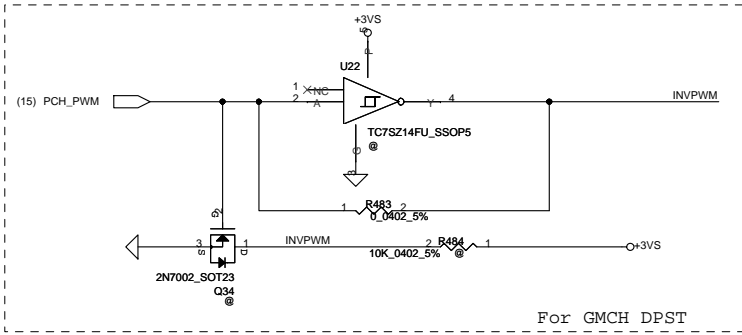 +3VS
5
P
U22
1
NC
(15) PCH_PWM
2
A
Y
4
INVPWM
TC7SZ14FU_SSOP5
@
G
3
1
R483
2
0_0402_5%
G
2
3
S
1
D
INVPWM
2
R484
1
+3VS
10K_0402_5%
@
2N7002_SOT23
Q34
@
For GMCH DPST